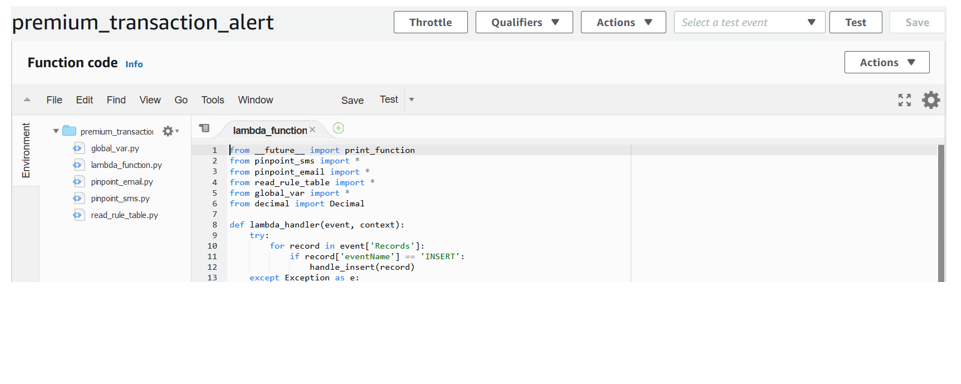 premium_transaction_alert
Throttle Qualifiers Actions Select a test event Test Save
Function code Info
Actions
File Edit Find View Go Tools Window Save Test
Environment
premium_transaction
global_var.py
lambda_function.py
pinpoint_email.py
pinpoint_sms.py
read_rule_table.py
lambda_function
1 from __future__ import print_function
2 from pinpoint_sms import *
3 from pinpoint_email import *
4 from read_rule_table import *
5 from global_var import *
6 from decimal import Decimal
7
8 def lambda_handler(event, context):
9 try:
10 for record in event['Records']:
11 if record['eventName'] == 'INSERT':
12 handle_insert(record)
13 except Exception as e: